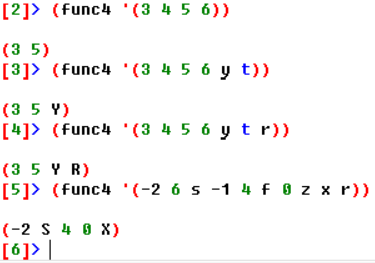 [2]> (func4 '(3 4 5 6))
(3 5)
[3]> (func4 '(3 4 5 6 y t))
(3 5 Y)
[4]> (func4 '(3 4 5 6 y t r))
(3 5 Y R)
[5]> (func4 '(-2 6 s -1 4 f 0 z x r))
(-2 S 4 0 X)
[6]>